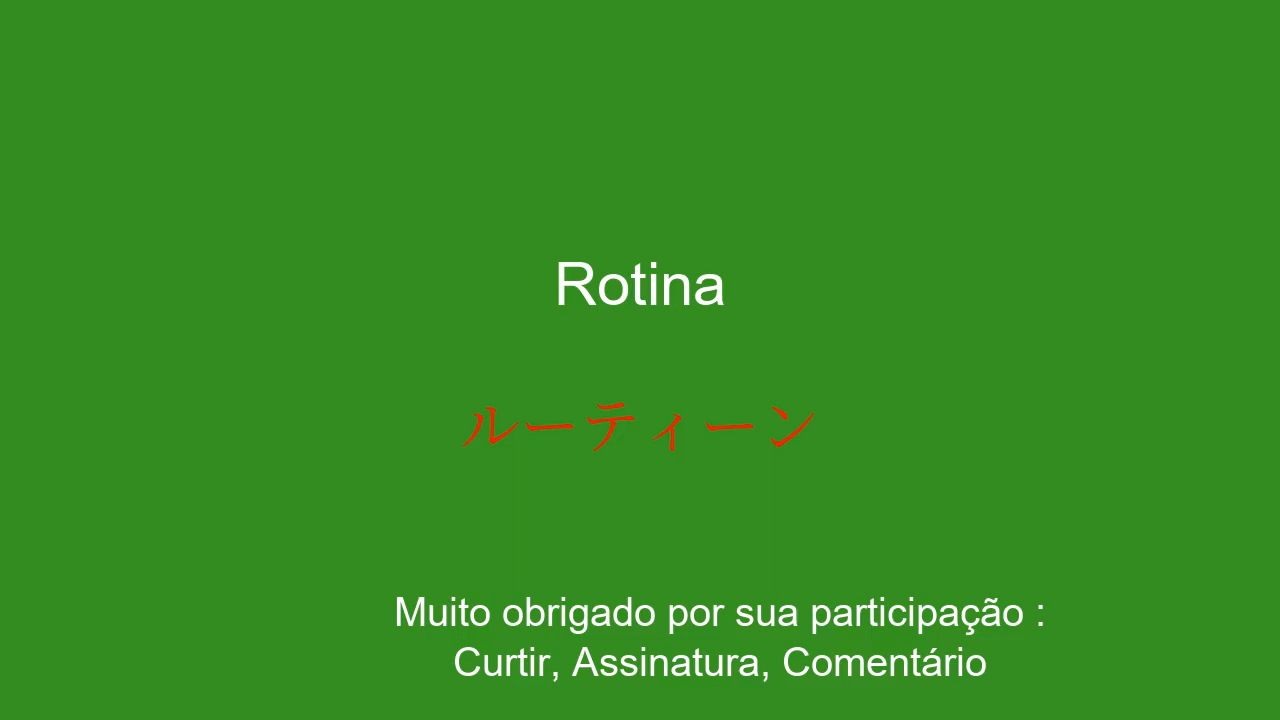 Rotina
ルーティーン
Muito obrigado por sua participação :
Curtir, Assinatura, Comentário